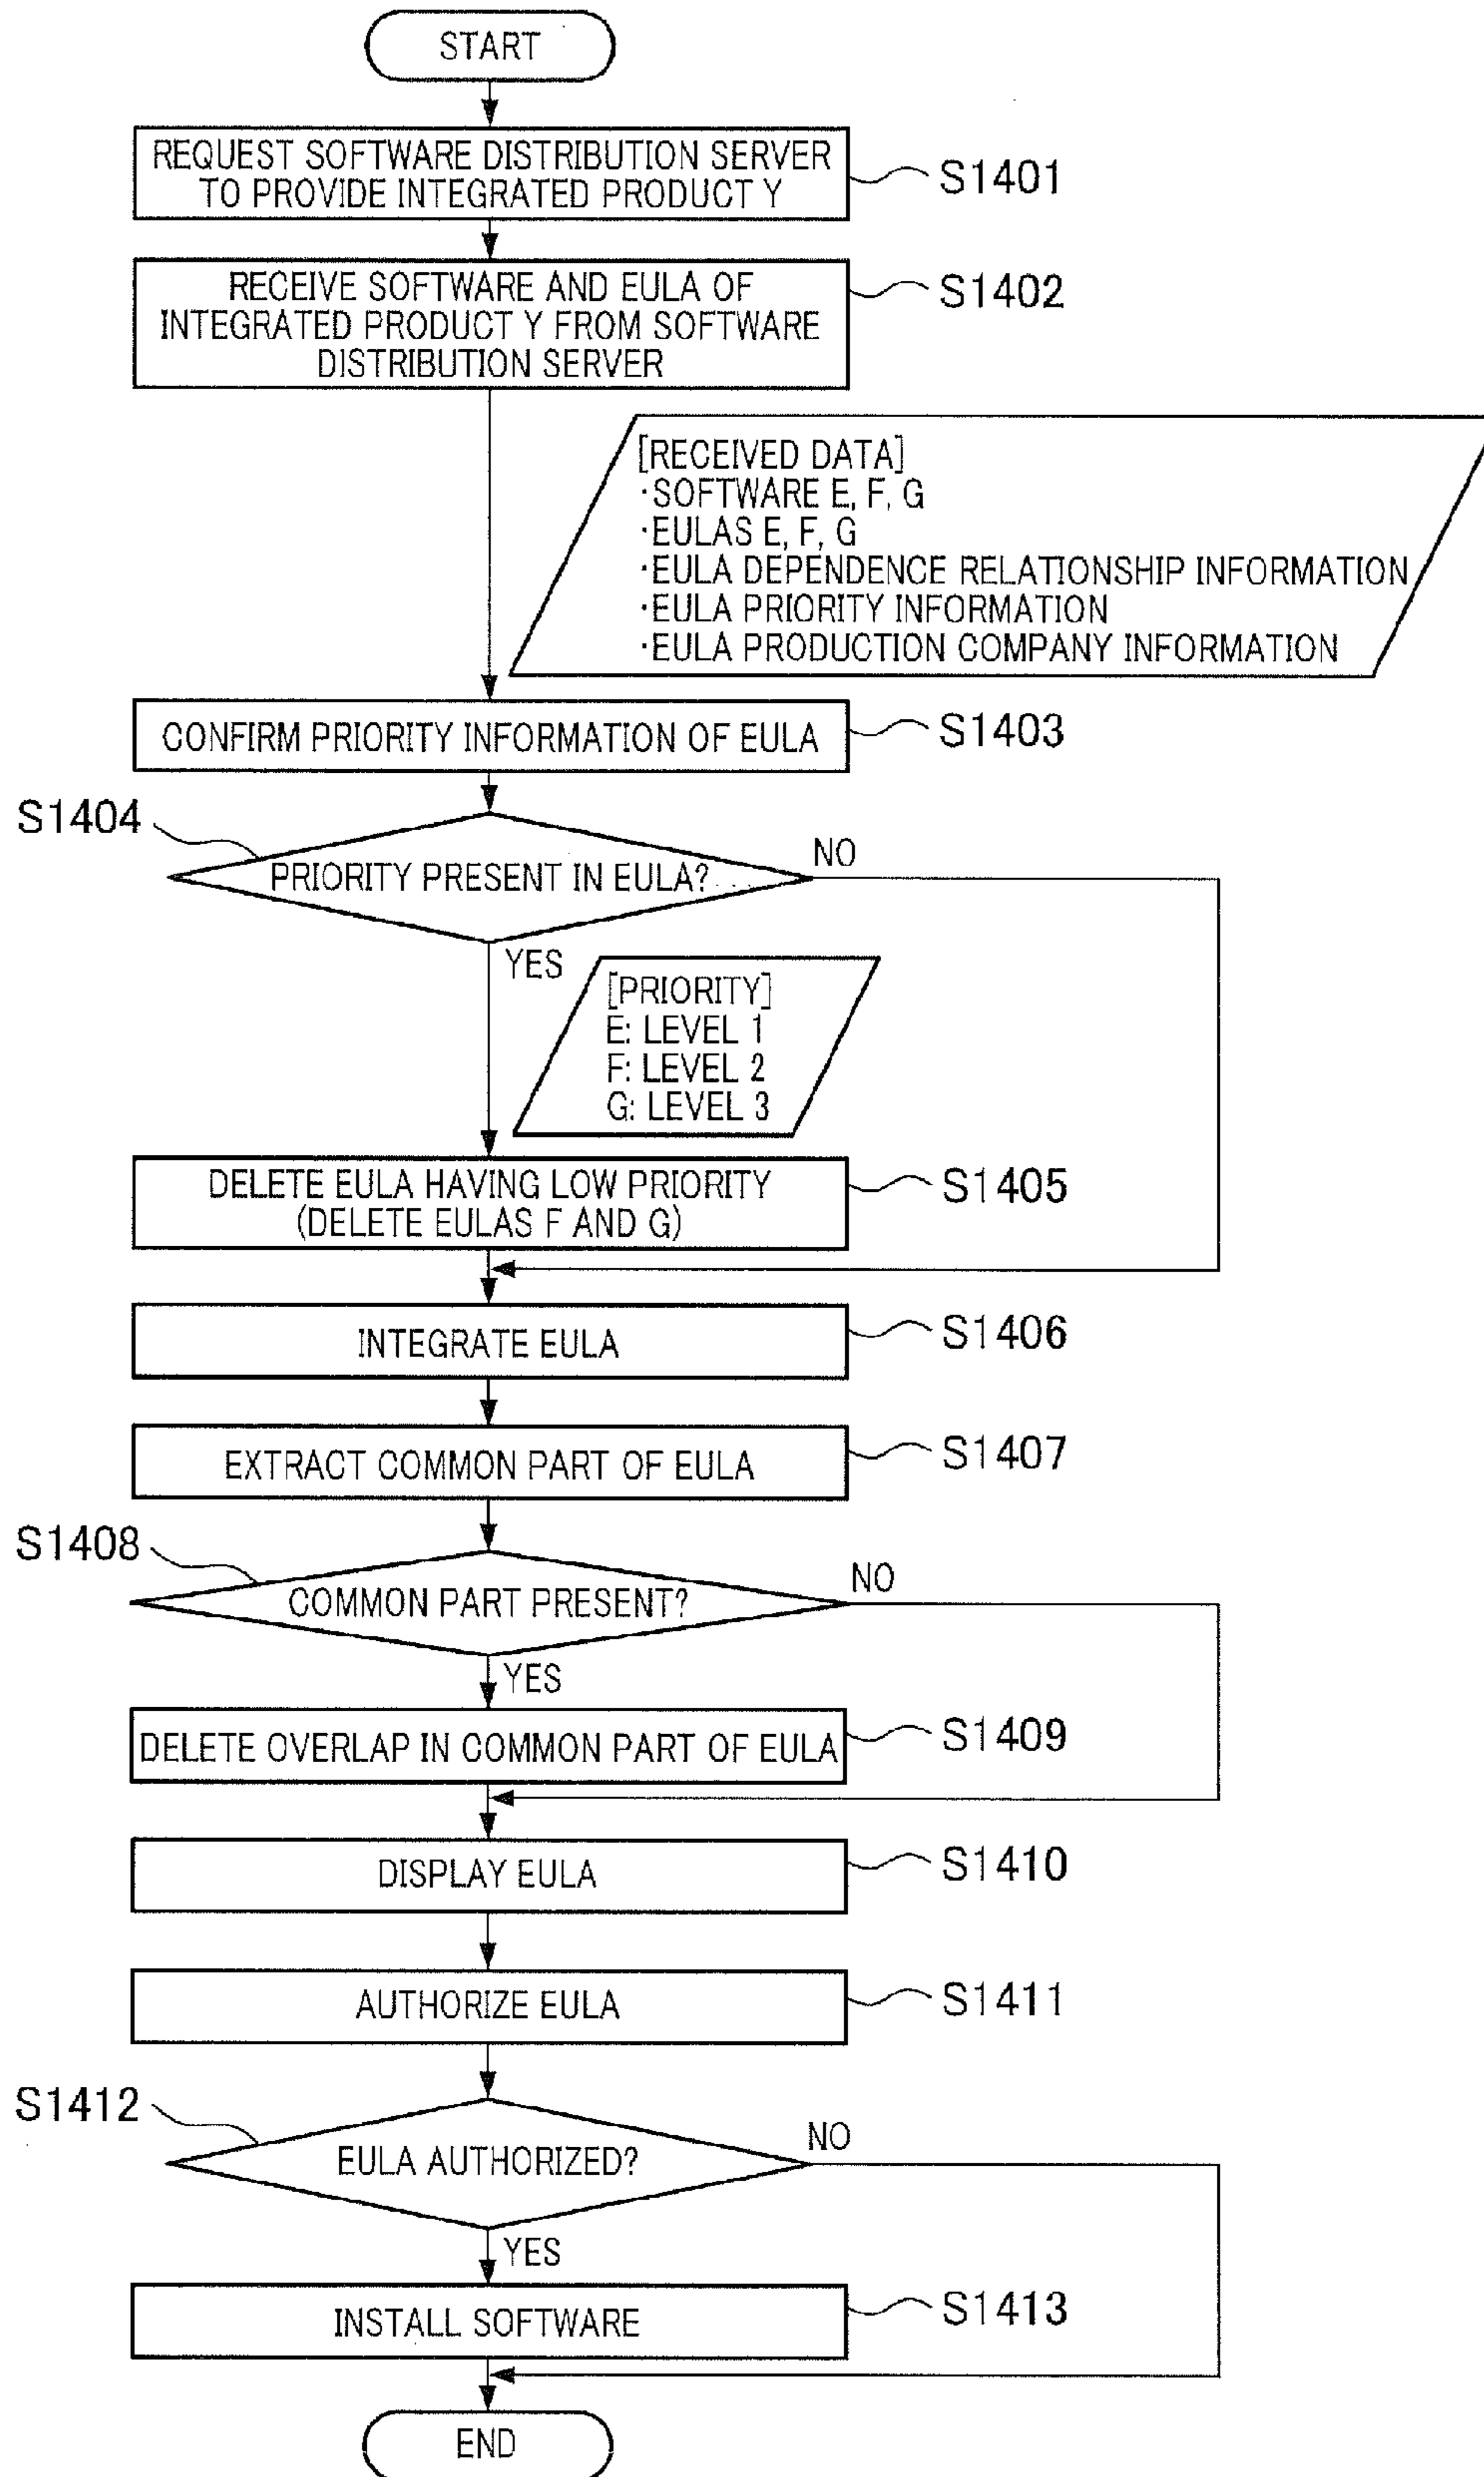 START
REQUEST SOFTWARE DISTRIBUTION SERVER
TO PROVIDE INTEGRATED PRODUCT Y
S1401
RECEIVE SOFTWARE AND EULA OF
INTEGRATED PRODUCT Y FROM SOFTWARE
DISTRIBUTION SERVER
S1402
[RECEIVED DATA]
·SOFTWARE E, F, G
·EULAS E, F, G
·EULA DEPENDENCE RELATIONSHIP INFORMATION
·EULA PRIORITY INFORMATION
·EULA PRODUCTION COMPANY INFORMATION
CONFIRM PRIORITY INFORMATION OF EULA
S1403
S1404
PRIORITY PRESENT IN EULA?
NO
YES
[PRIORITY]
E: LEVEL 1
F: LEVEL 2
G: LEVEL 3
DELETE EULA HAVING LOW PRIORITY
(DELETE EULAS F AND G)
S1405
INTEGRATE EULA
S1406
EXTRACT COMMON PART OF EULA
S1407
S1408
COMMON PART PRESENT?
NO
YES
DELETE OVERLAP IN COMMON PART OF EULA
S1409
DISPLAY EULA
S1410
AUTHORIZE EULA
S1411
S1412
EULA AUTHORIZED?
NO
YES
INSTALL SOFTWARE
S1413
END